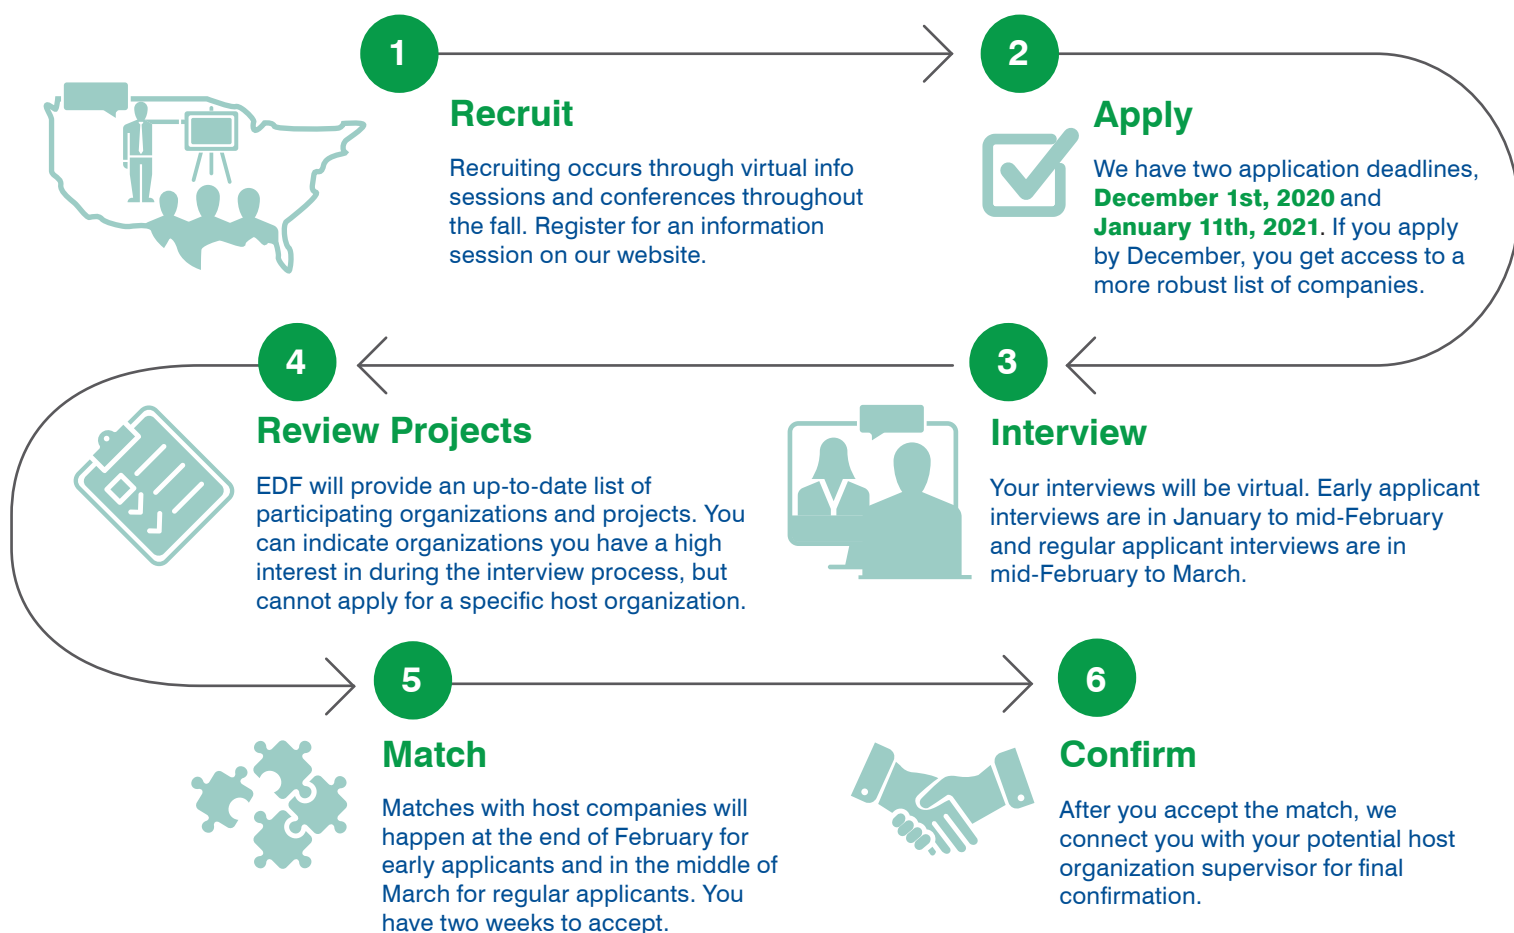 1
Recruit
Recruiting occurs through virtual info
sessions and conferences throughout
the fall. Register for an information
session on our website.
2
Apply
We have two application deadlines,
December 1st, 2020 and
January 11th, 2021. If you apply
by December, you get access to a
more robust list of companies.
3
Interview
Your interviews will be virtual. Early applicant
interviews are in January to mid-February
and regular applicant interviews are in
mid-February to March.
4
Review Projects
EDF will provide an up-to-date list of
participating organizations and projects. You
can indicate organizations you have a high
interest in during the interview process, but
cannot apply for a specific host organization.
5
Match
Matches with host companies will
happen at the end of February for
early applicants and in the middle of
March for regular applicants. You
have two weeks to accept.
6
Confirm
After you accept the match, we
connect you with your potential host
organization supervisor for final
confirmation.